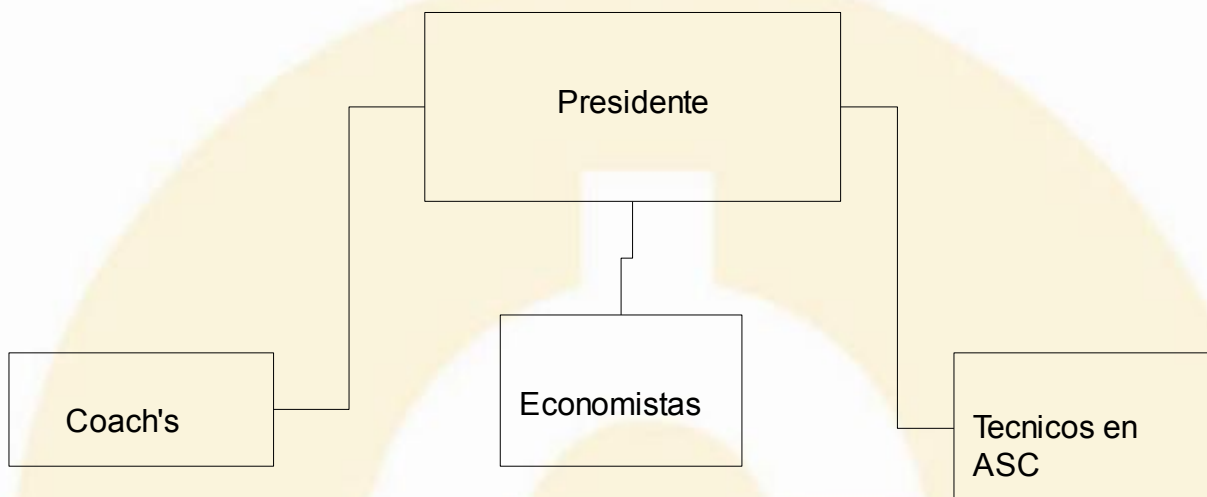 Presidente
Coach's
Economistas
Tecnicos en
ASC